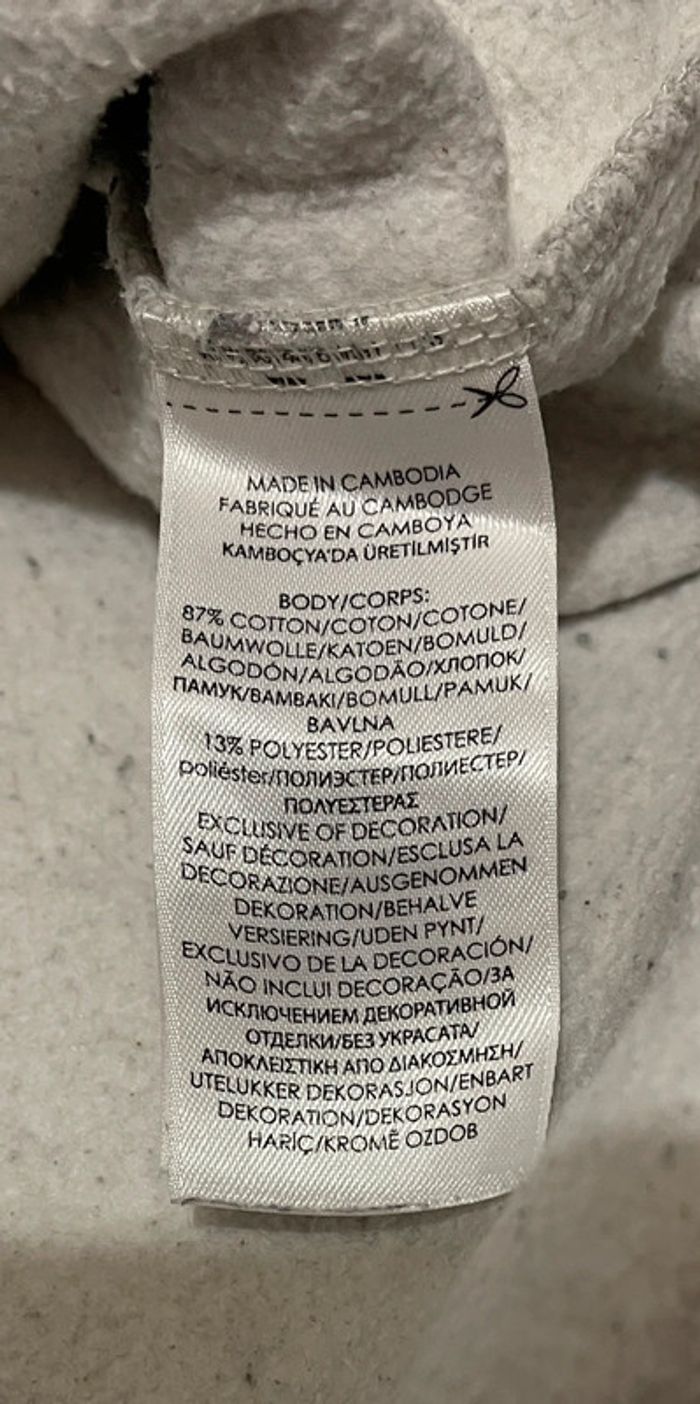 MADE IN CAMBODIA
FABRIQUÉ AU CAMBODGE
HECHO EN CAMBOYA
KAMBOÇYA'DA ÜRETİLMİŞTİR
BODY/CORPS:
87% COTTON/COTON/COTONE/
BAUMWOLLE/KATOEN/BOMULD/
ALGODÓN/ALGODÃO/ХЛОПОК/
ПАМУК/ΒΑΜΒΑΚΙ/BOMULL/PAMUK/
BAVLNA
13% POLYESTER/POLIESTERE/
poliéster/ПОЛИЭСТЕР/ПОЛИЕСТЕР/
ΠΟΛΥΕΣΤΕΡΑΣ
EXCLUSIVE OF DECORATION/
SAUF DÉCORATION/ESCLUSA LA
DECORAZIONE/AUSGENOMMEN
DEKORATION/BEHALVE
VERSIERING/UDEN PYNT/
EXCLUSIVO DE LA DECORACIÓN/
NÃO INCLUI DECORAÇÃO/ЗА
ИСКЛЮЧЕНИЕМ ДЕКОРАТИВНОЙ
ОТДЕЛКИ/БЕЗ УКРАСАТА/
ΑΠΟΚΛΕΙΣΤΙΚΗ ΑΠΟ ΔΙΑΚΟΣΜΗΣΗ/
UTELUKKER DEKORASJON/ENBART
DEKORATION/DEKORASYON
HARİÇ/KROMĚ OZDOB